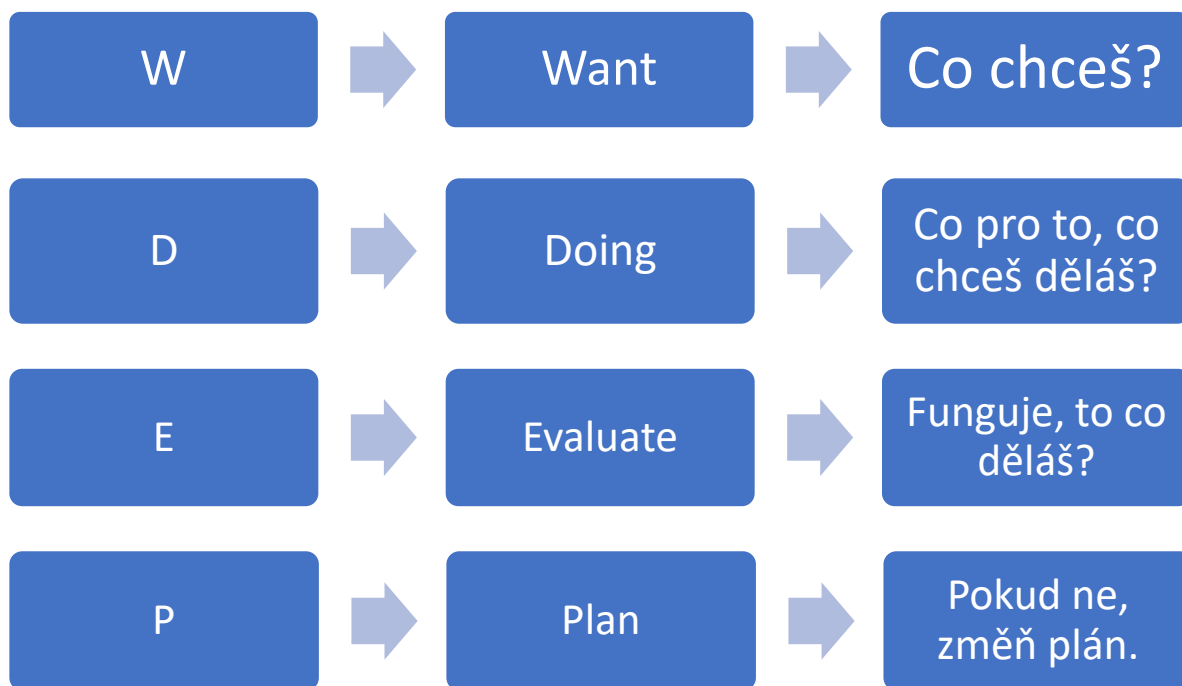 W
Want
Co chceš?
D
Doing
Co pro to, co
chceš děláš?
E
Evaluate
Funguje, to co
děláš?
P
Plan
Pokud ne,
změň plán.